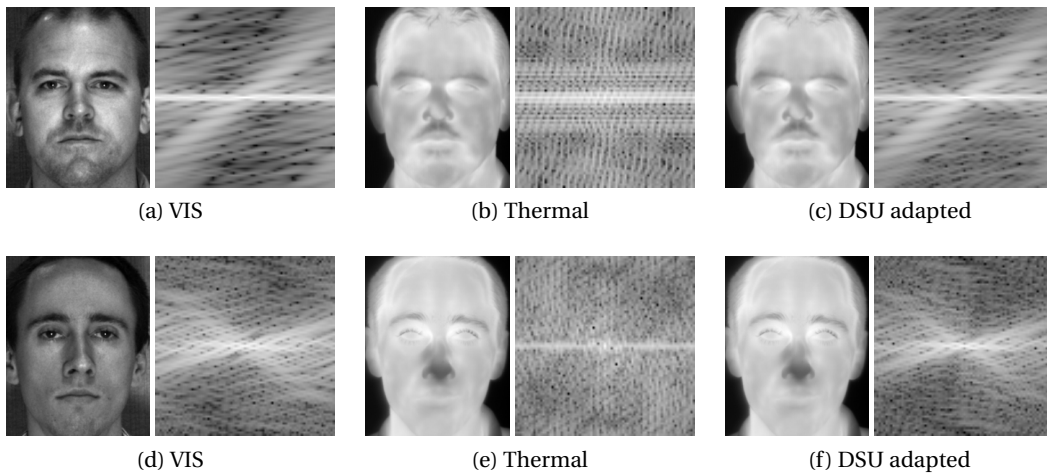 (a) VIS
(b) Thermal
(c) DSU adapted
(d) VIS
(e) Thermal
(f) DSU adapted